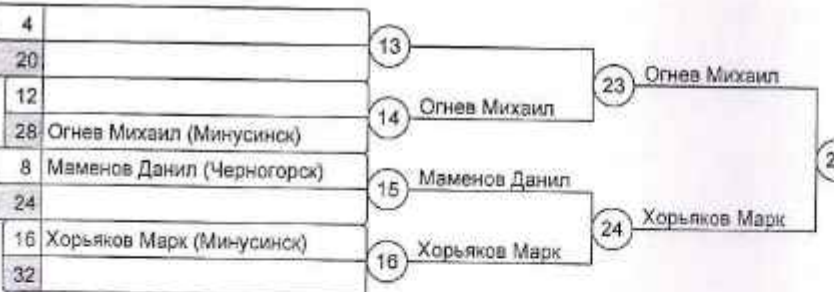 4
20
12
28 Огнев Михаил (Минусинск)
8 Маменов Данил (Черногорск)
24
16 Хорьяков Марк (Минусинск)
32
13
14 Огнев Михаил
15 Маменов Данил
16 Хорьяков Марк
23 Огнев Михаил
24 Хорьяков Марк